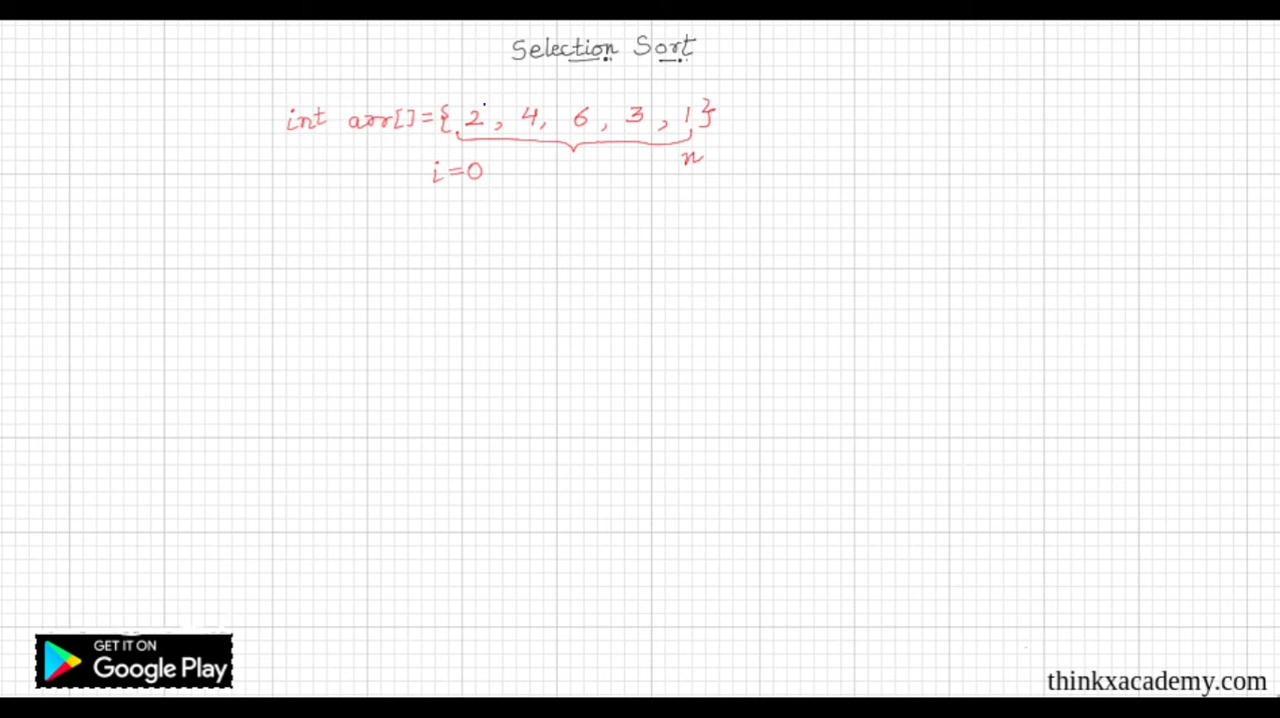 Selection Sort
int arr[]={2, 4, 6, 3, 1}
n
i=0
GET IT ON
Google Play
thinkxacademy.com